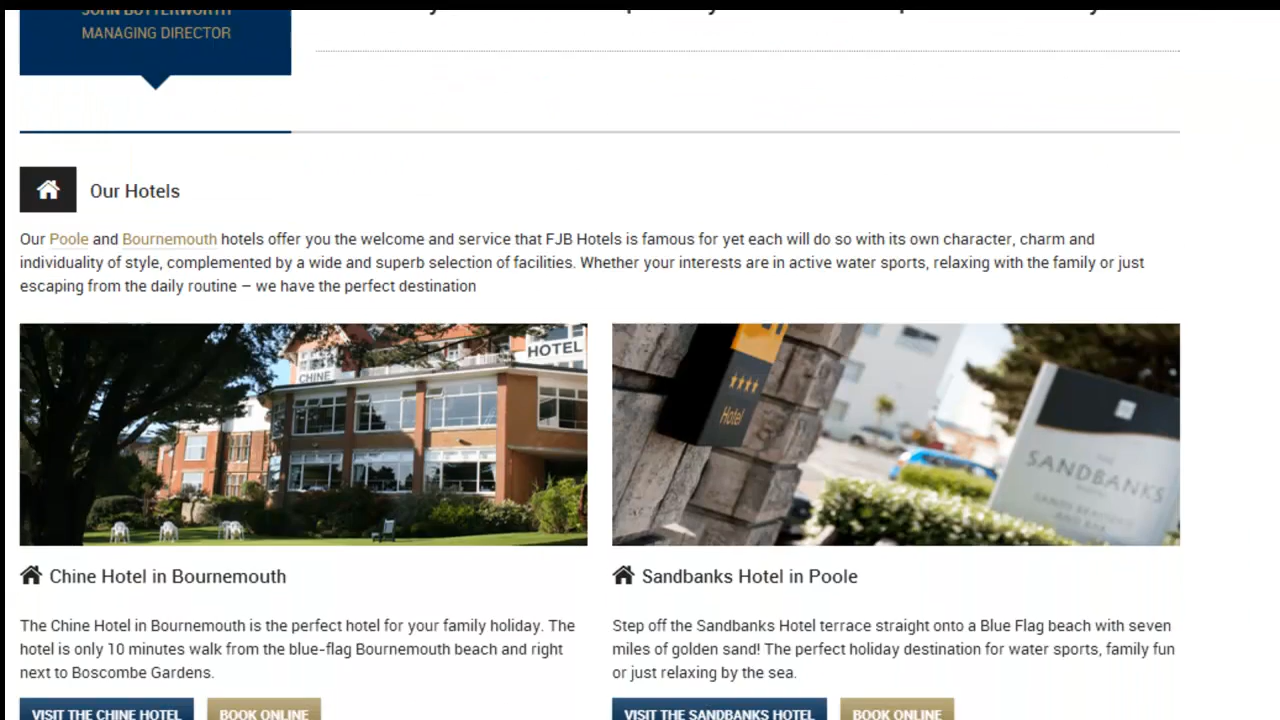 JOHN BUTTERWORTH
MANAGING DIRECTOR
Our Hotels
Our Poole and Bournemouth hotels offer you the welcome and service that FJB Hotels is famous for yet each will do so with its own character, charm and
individuality of style, complemented by a wide and superb selection of facilities. Whether your interests are in active water sports, relaxing with the family or just
escaping from the daily routine – we have the perfect destination
CHINE
HOTEL
Hotel
SANDBANKS
Chine Hotel in Bournemouth
Sandbanks Hotel in Poole
The Chine Hotel in Bournemouth is the perfect hotel for your family holiday. The
hotel is only 10 minutes walk from the blue-flag Bournemouth beach and right
next to Boscombe Gardens.
Step off the Sandbanks Hotel terrace straight onto a Blue Flag beach with seven
miles of golden sand! The perfect holiday destination for water sports, family fun
or just relaxing by the sea.
VISIT THE CHINE HOTEL
BOOK ONLINE
VISIT THE SANDBANKS HOTEL
BOOK ONLINE